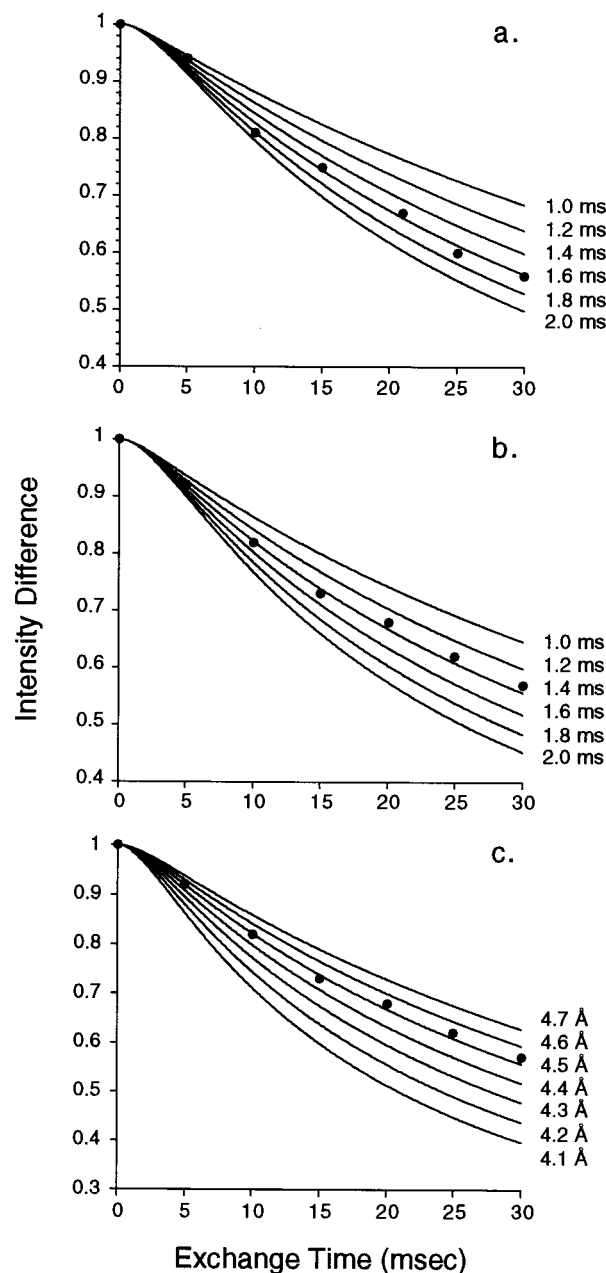 a.
1
0.9
0.8
0.7
0.6
0.5
0.4
1.0 ms
1.2 ms
1.4 ms
1.6 ms
1.8 ms
2.0 ms
0 5 10 15 20 25 30
b.
1
0.9
0.8
0.7
0.6
0.5
0.4
1.0 ms
1.2 ms
1.4 ms
1.6 ms
1.8 ms
2.0 ms
0 5 10 15 20 25 30
Intensity Difference
c.
1
0.9
0.8
0.7
0.6
0.5
0.4
0.3
4.7 Å
4.6 Å
4.5 Å
4.4 Å
4.3 Å
4.2 Å
4.1 Å
0 5 10 15 20 25 30
Exchange Time (msec)